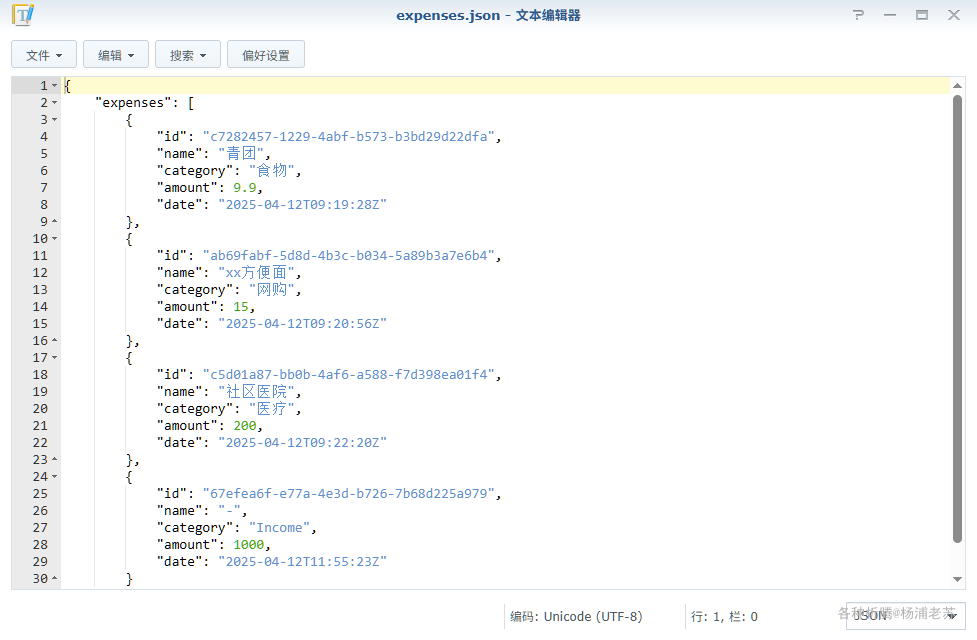 expenses.json - 文本编辑器
文件 编辑 搜索 偏好设置
1 {
2 "expenses": [
3 {
4 "id": "c7282457-1229-4abf-b573-b3bd29d22dfa",
5 "name": "青团",
6 "category": "食物",
7 "amount": 9.9,
8 "date": "2025-04-12T09:19:28Z"
9 },
10 {
11 "id": "ab69fabf-5d8d-4b3c-b034-5a89b3a7e6b4",
12 "name": "xx方便面",
13 "category": "网购",
14 "amount": 15,
15 "date": "2025-04-12T09:20:56Z"
16 },
17 {
18 "id": "c5d01a87-bb0b-4af6-a588-f7d398ea01f4",
19 "name": "社区医院",
20 "category": "医疗",
21 "amount": 200,
22 "date": "2025-04-12T09:22:20Z"
23 },
24 {
25 "id": "67efea6f-e77a-4e3d-b726-7b68d225a979",
26 "name": "-",
27 "category": "Income",
28 "amount": 1000,
29 "date": "2025-04-12T11:55:23Z"
30 }
编码: Unicode (UTF-8) 行: 1, 栏: 0 JSON
各种折腾@杨浦老苏